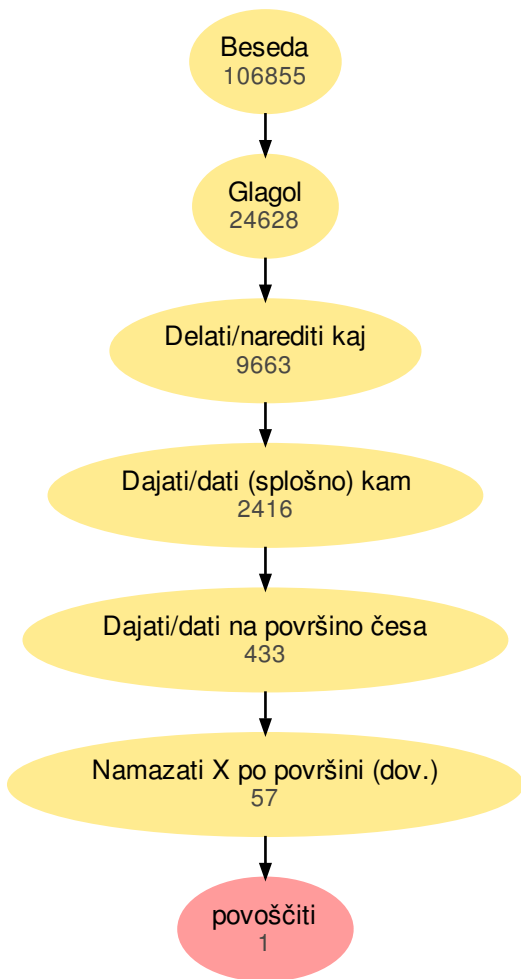 Beseda
106855
Glagol
24628
Delati/narediti kaj
9663
Dajati/dati (splošno) kam
2416
Dajati/dati na površino česa
433
Namazati X po površini (dov.)
57
povoščiti
1